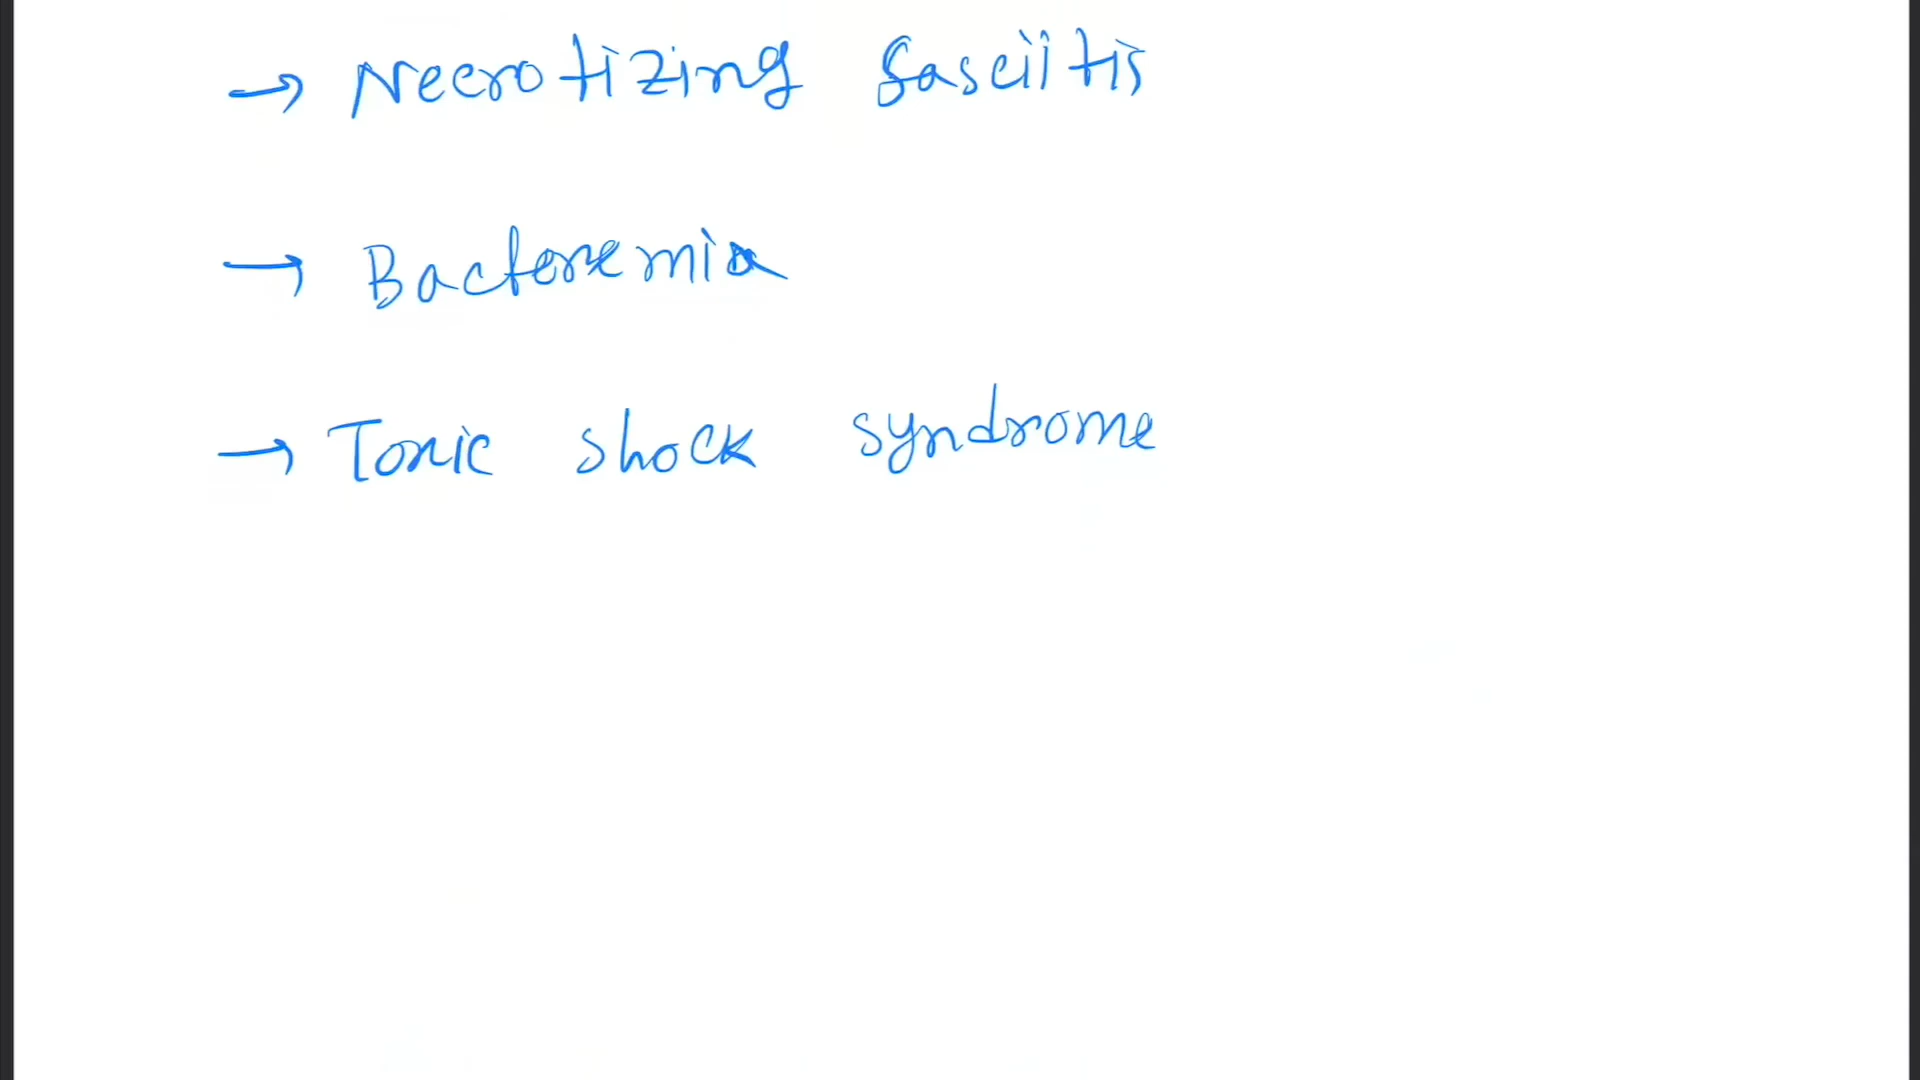 → Necrotizing fasciitis
→ Bacteremia
→ Toxic shock syndrome